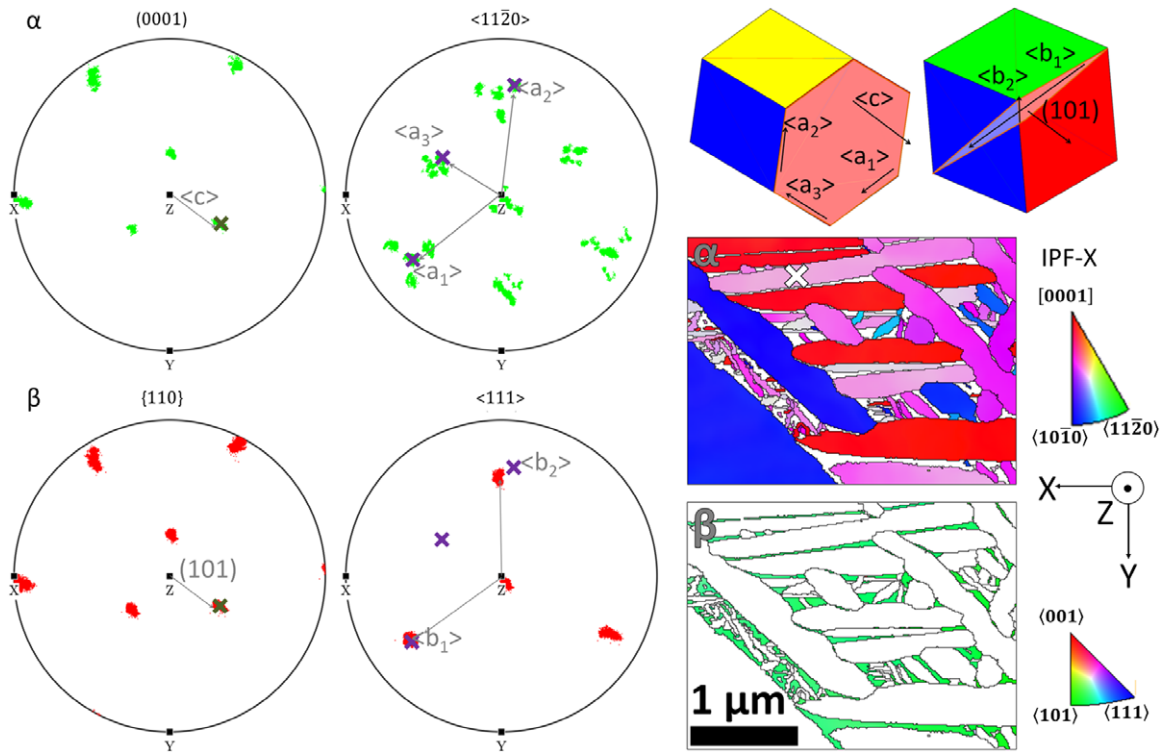 α
(0001)
X
Z
Y
<c>
<112̄0>
Z
Y
<a₂>
<a₃>
<a₁>
<c>
<a₂>
<a₁>
<a₃>
<b₁>
<b₂>
(101)
α
IPF-X
[0001]
⟨101̄0⟩
⟨112̄0⟩
β
{110}
X
Z
Y
(101)
<111>
X
Z
Y
<b₂>
<b₁>
β
1 μm
X
Z
Y
⟨001⟩
⟨101⟩
⟨111⟩
X